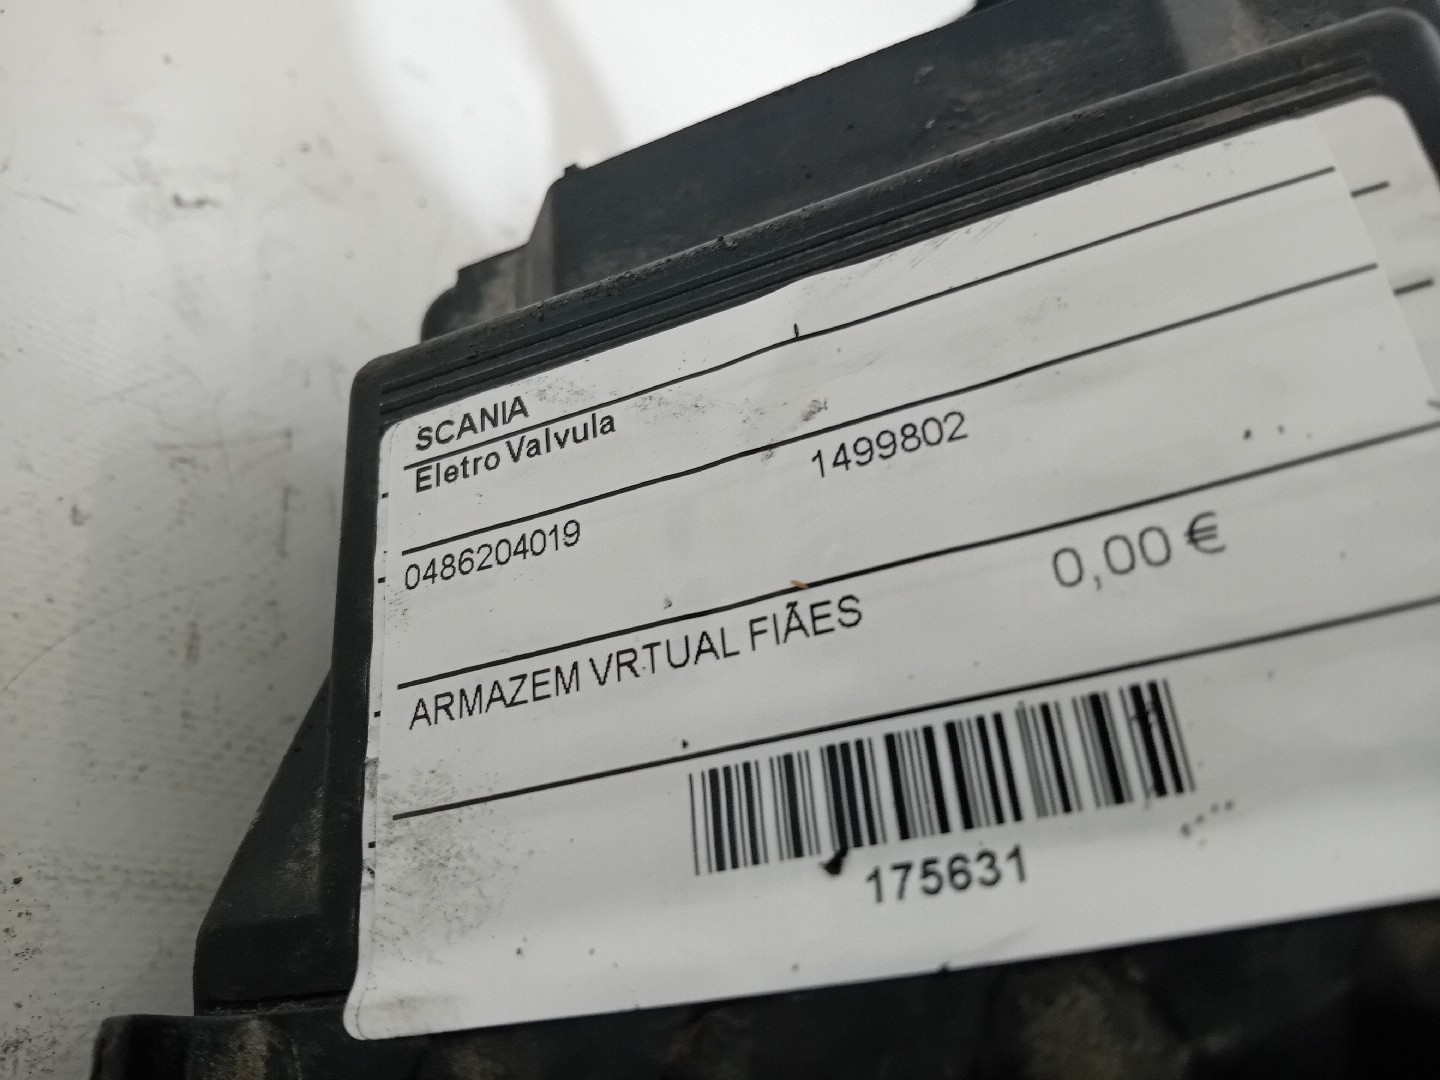 SCANIA
Eletro Valvula
0486204019 1499802
ARMAZEM VRTUAL FIÃES 0,00 €
175631